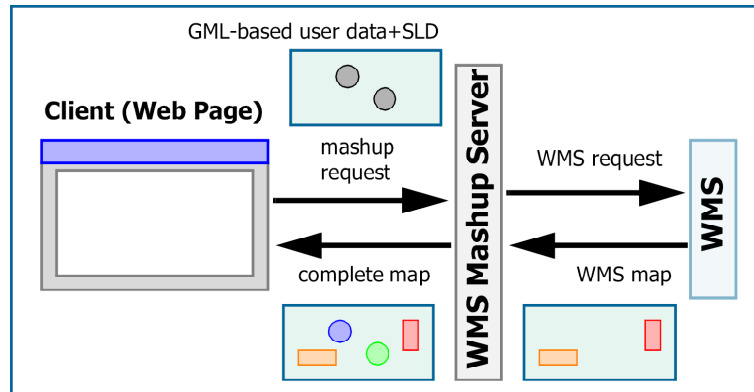 GML-based user data+SLD
Client (Web Page)
mashup
request
WMS Mashup Server
WMS request
WMS
complete map
WMS map